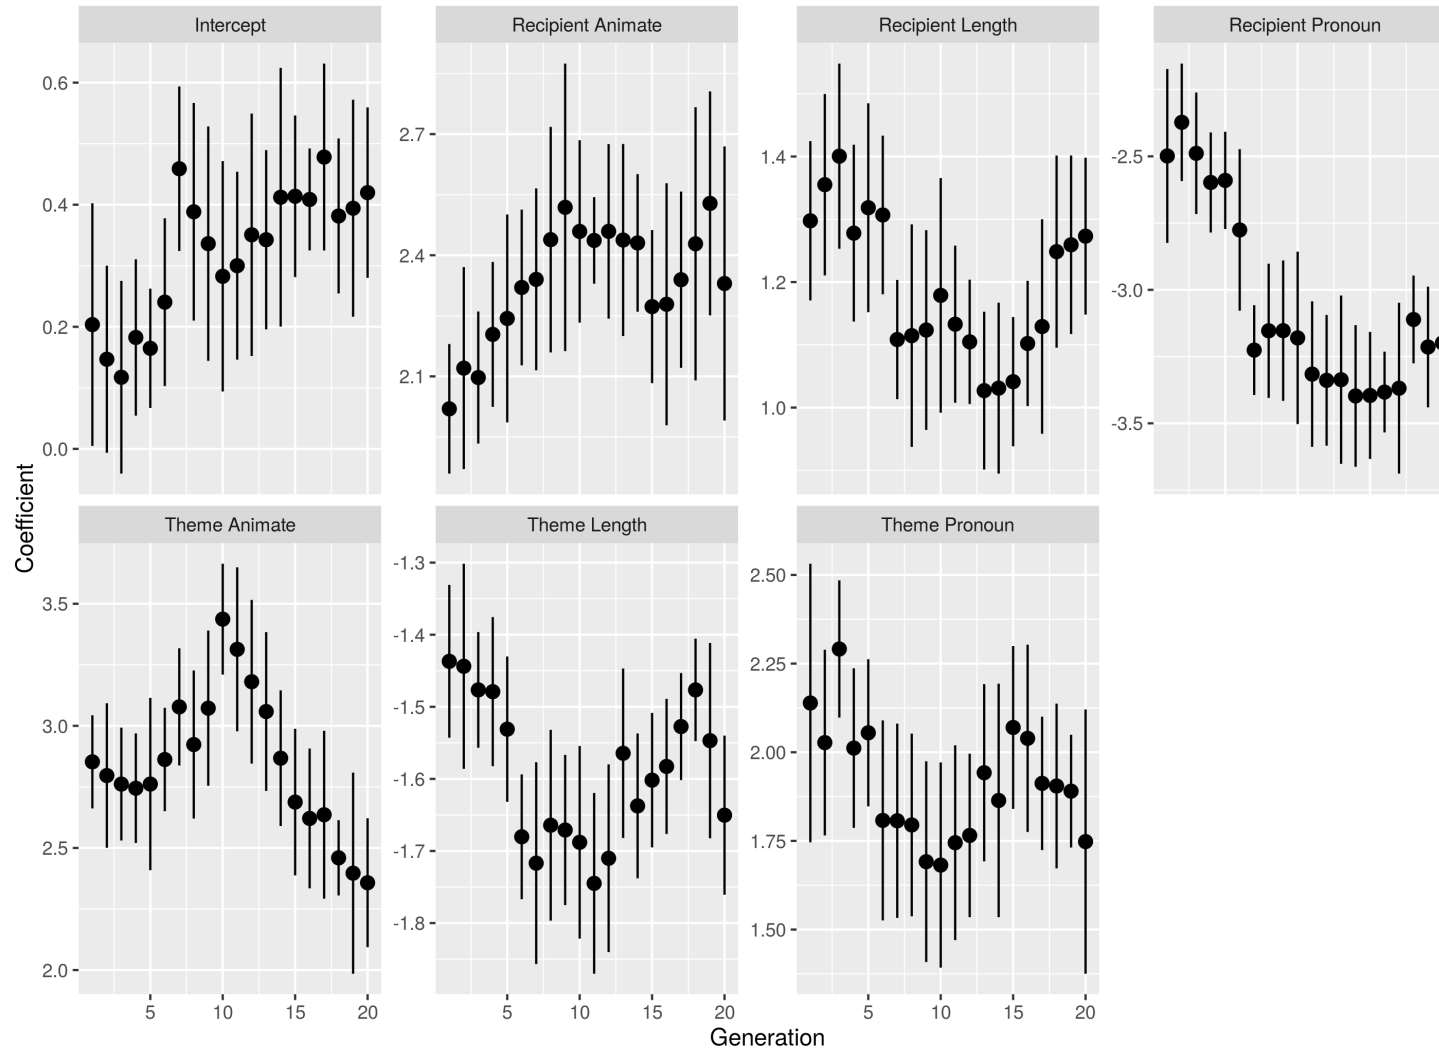 Intercept
Recipient Animate
Recipient Length
Recipient Pronoun
0.6
0.4
0.2
0.0
2.7
2.4
2.1
1.4
1.2
1.0
-2.5
-3.0
-3.5
Coefficient
Theme Animate
Theme Length
Theme Pronoun
3.5
3.0
2.5
2.0
-1.3
-1.4
-1.5
-1.6
-1.7
-1.8
2.50
2.25
2.00
1.75
1.50
5 10 15 20
5 10 15 20
5 10 15 20
Generation